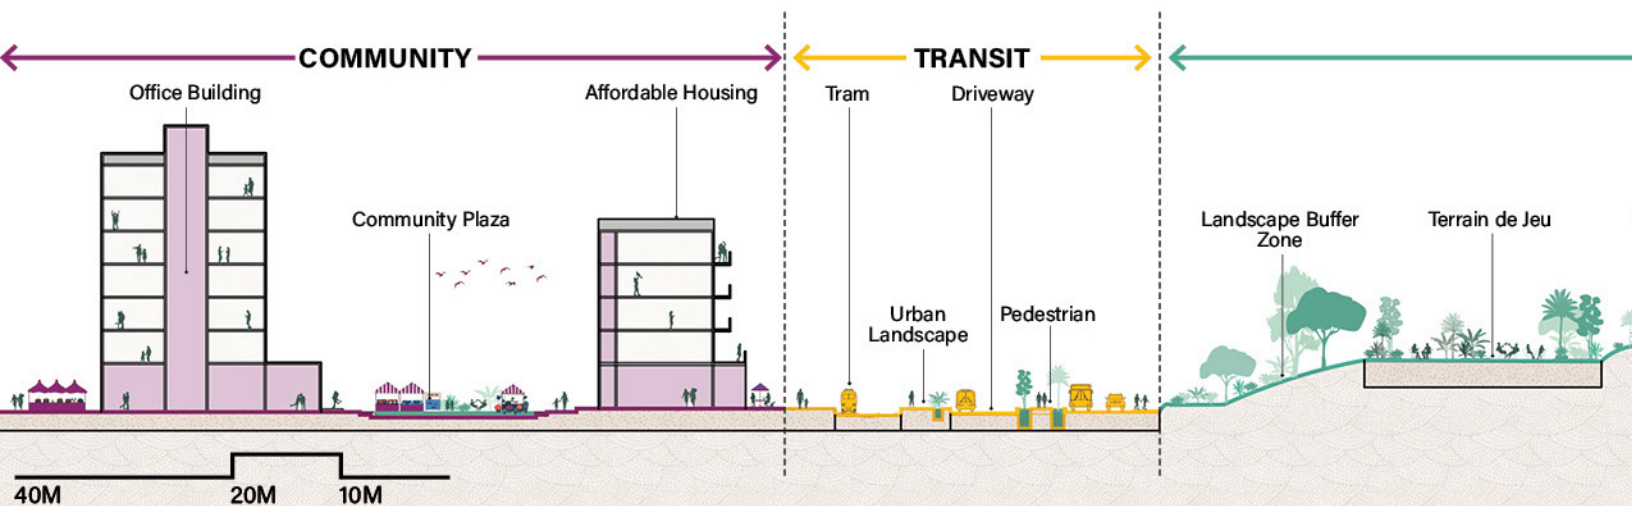 COMMUNITY
TRANSIT
Office Building
Affordable Housing
Tram
Driveway
Community Plaza
Landscape Buffer
Zone
Terrain de Jeu
Urban
Landscape
Pedestrian
40M
20M
10M